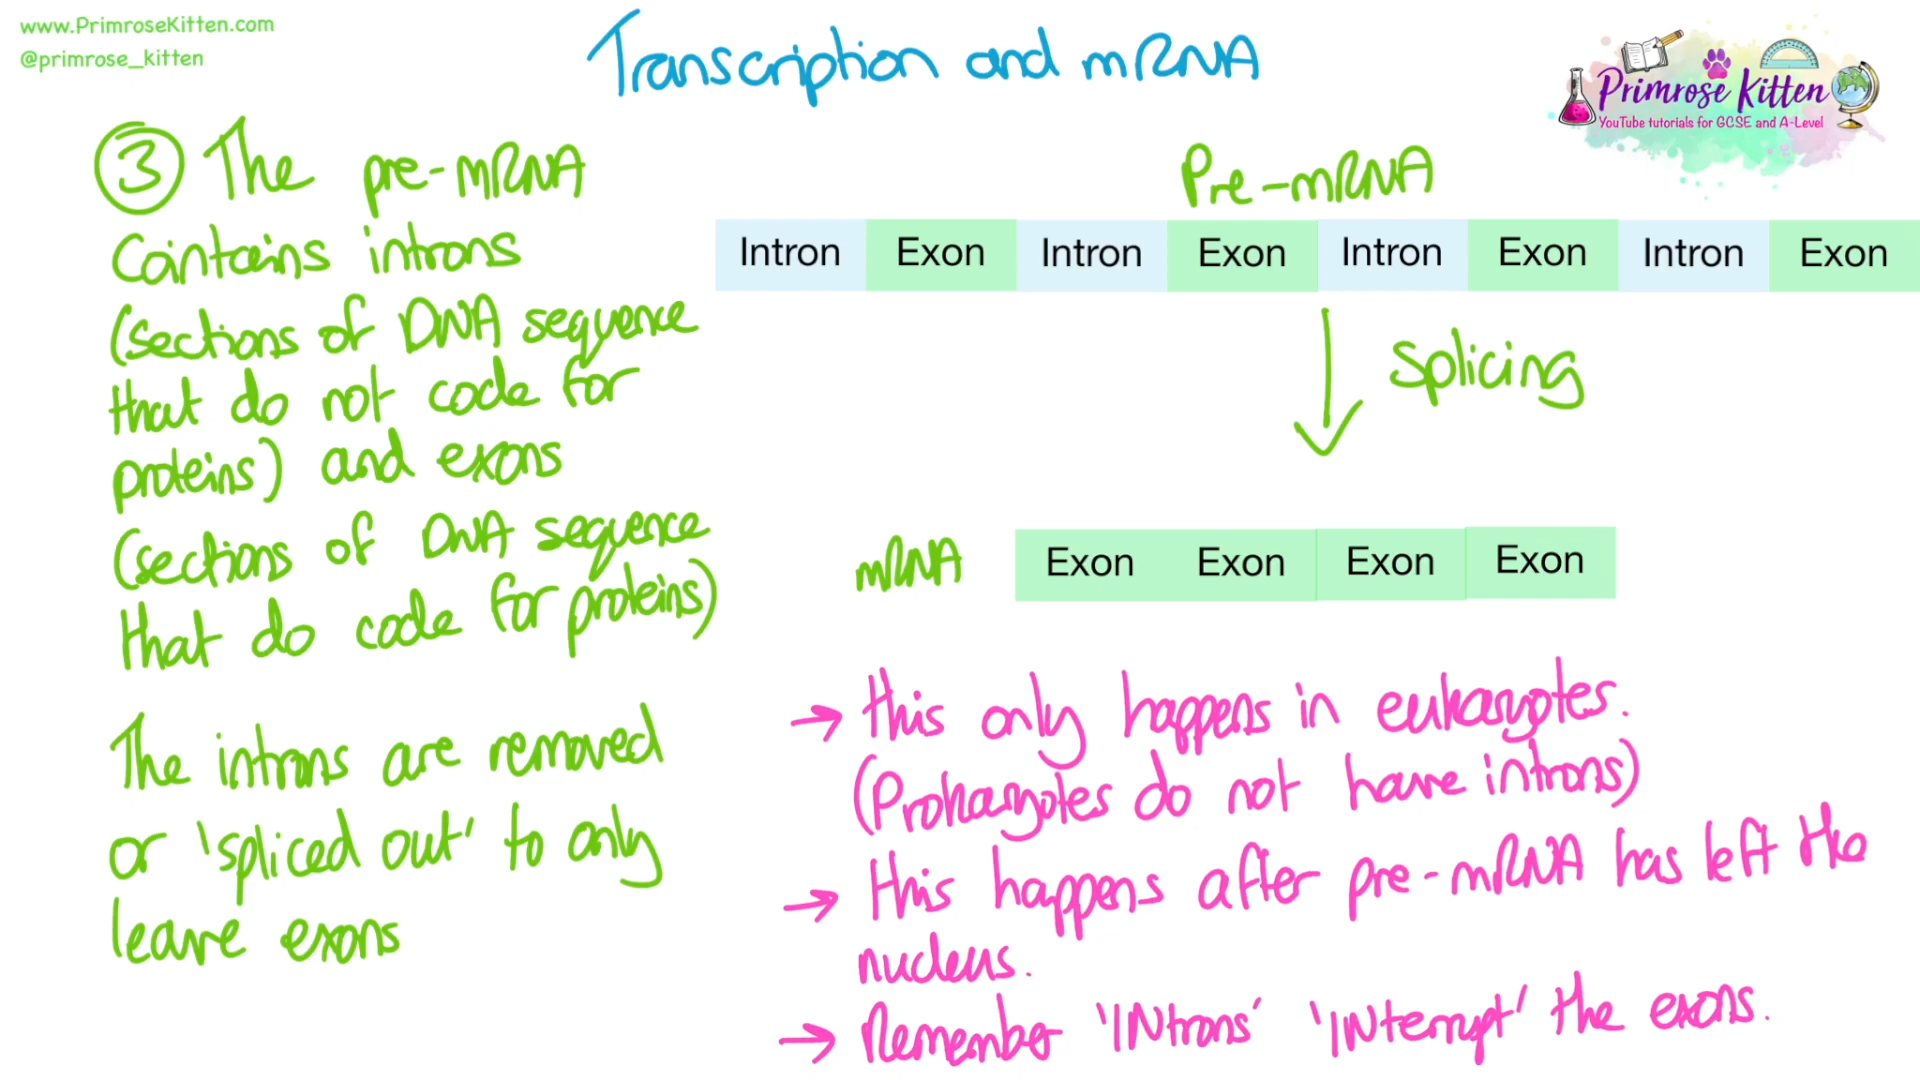 www.PrimroseKitten.com
@primrose_kitten
Transcription and mRNA
Primrose Kitten
YouTube tutorials for GCSE and A-Level
③ The pre-mRNA
Contains introns
(sections of DNA sequence
that do not code for
proteins) and exons
(sections of DNA sequence
that do code for proteins)
The introns are removed
or 'spliced out' to only
leave exons
Pre-mRNA
Intron Exon Intron Exon Intron Exon Intron Exon
Splicing
mRNA Exon Exon Exon Exon
→ this only happens in eukaryotes.
(Prokaryotes do not have introns)
→ this happens after pre-mRNA has left the
nucleus.
→ Remember 'INtrons' 'INterrupt' the exons.